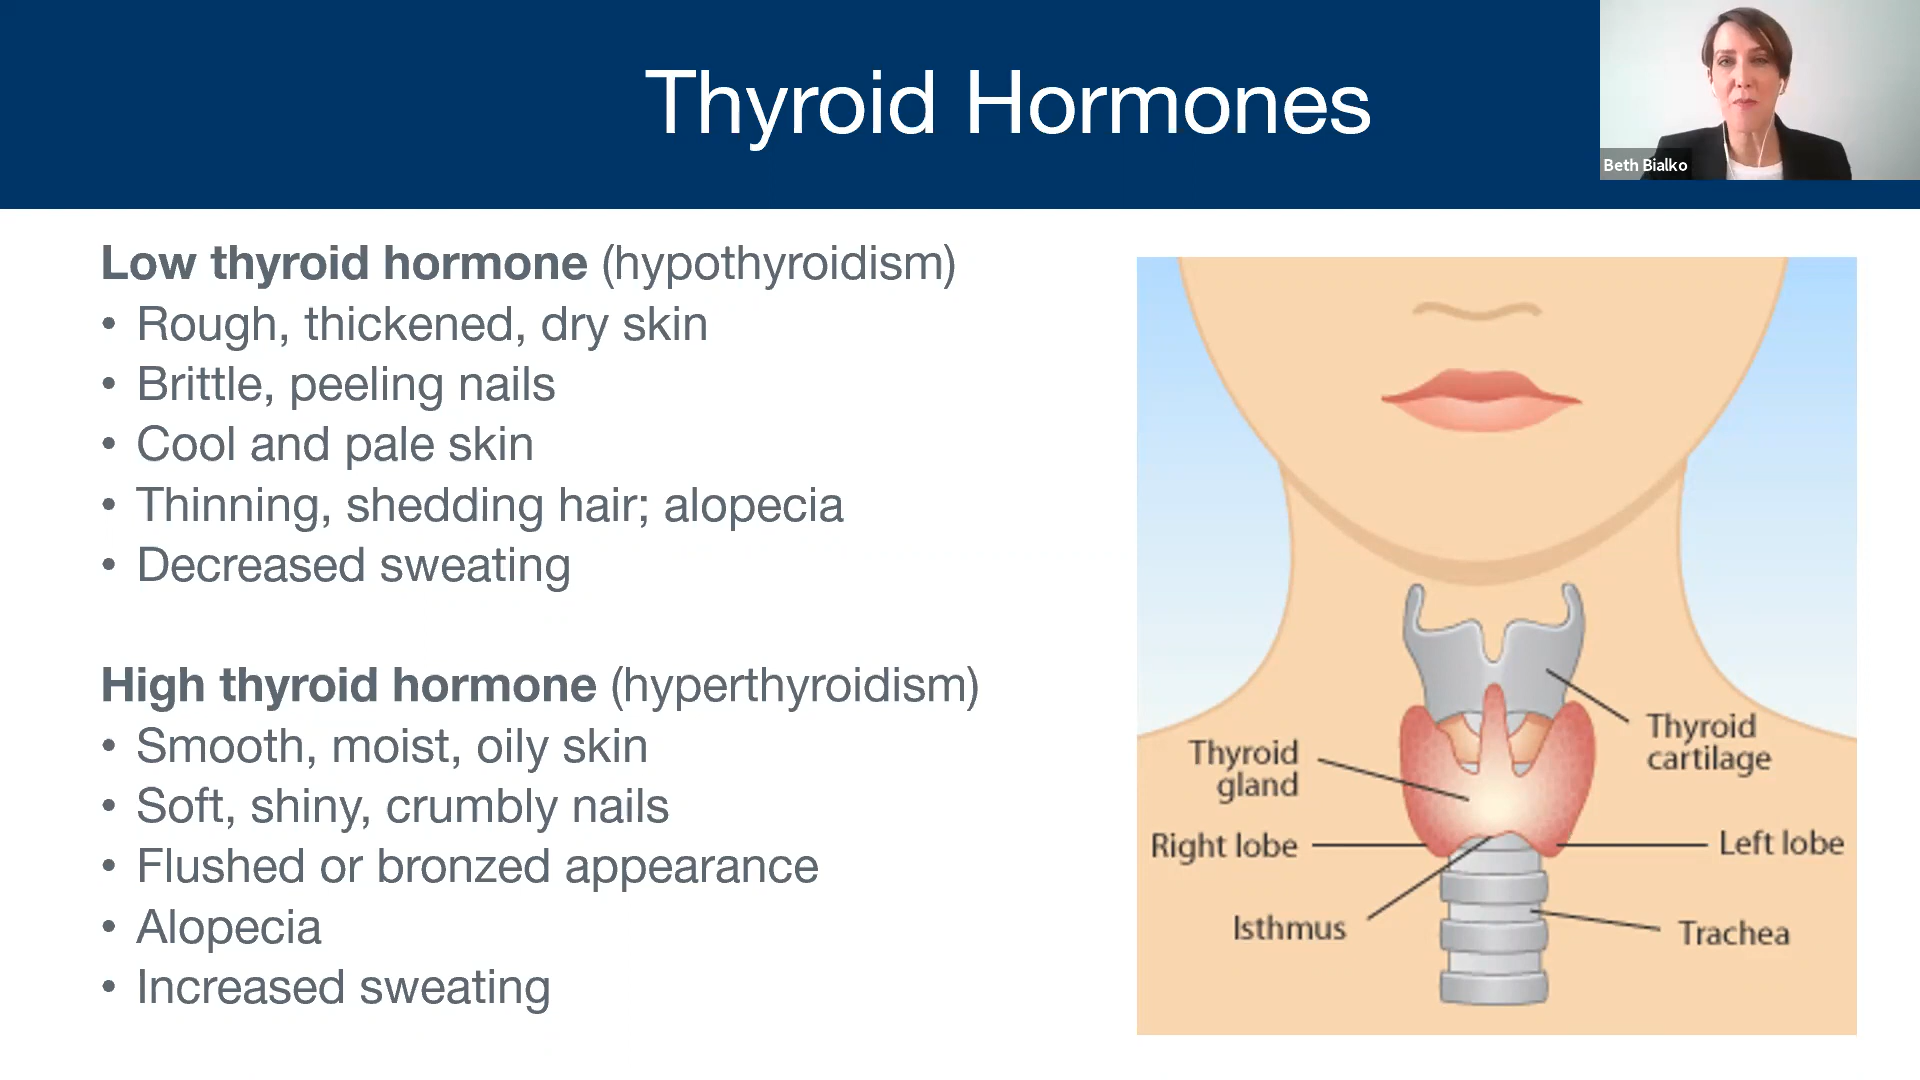 Thyroid Hormones
Beth Bialko
Low thyroid hormone (hypothyroidism)
• Rough, thickened, dry skin
• Brittle, peeling nails
• Cool and pale skin
• Thinning, shedding hair; alopecia
• Decreased sweating
High thyroid hormone (hyperthyroidism)
• Smooth, moist, oily skin
• Soft, shiny, crumbly nails
• Flushed or bronzed appearance
• Alopecia
• Increased sweating
Thyroid
cartilage
Thyroid
gland
Right lobe
Left lobe
Isthmus
Trachea